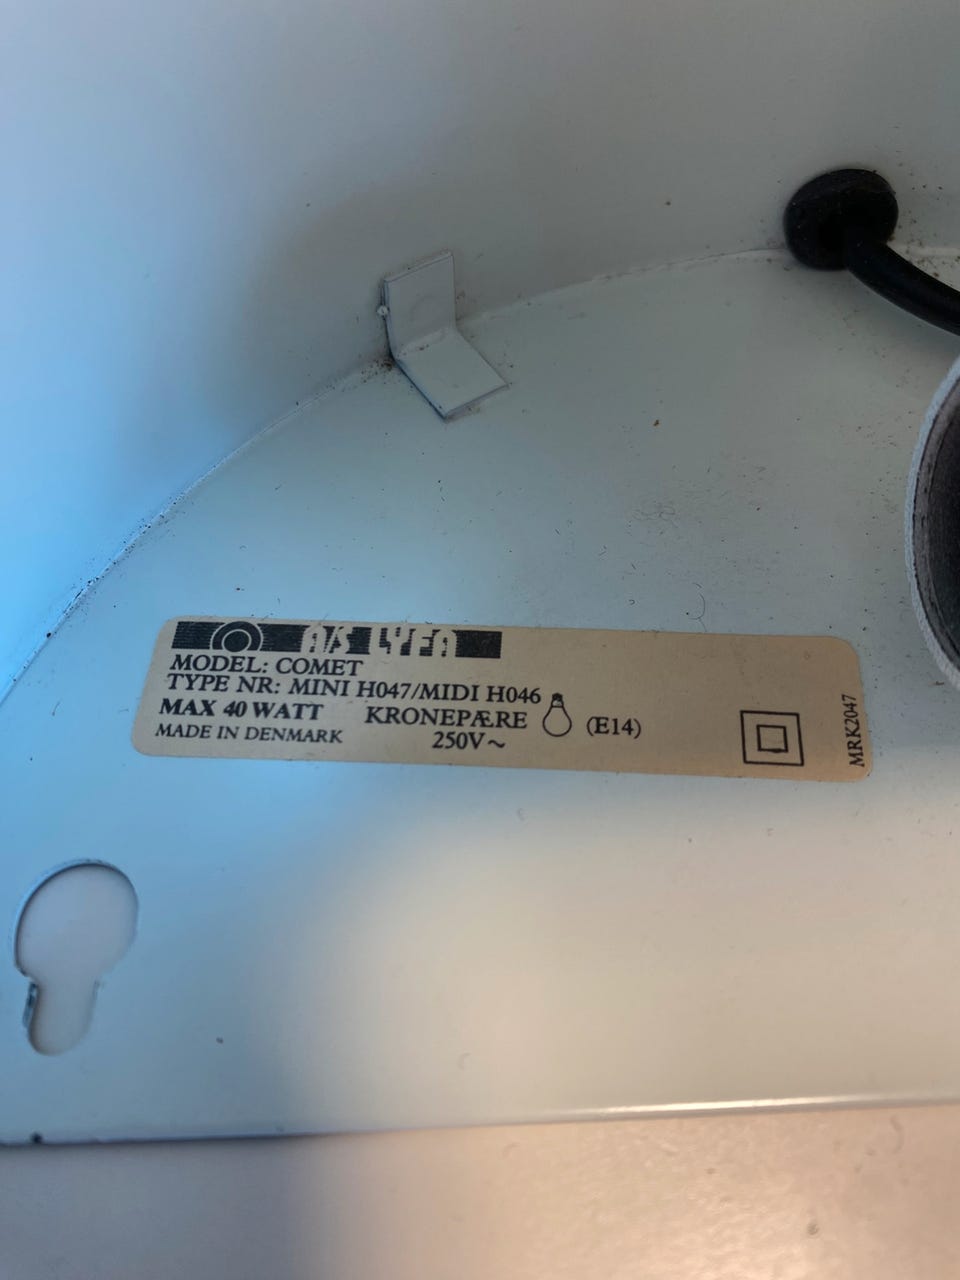 A/S LYFA
MODEL: COMET
TYPE NR: MINI H047/MIDI H046
MAX 40 WATT KRONEPÆRE (E14)
MADE IN DENMARK 250V~
MRK2047